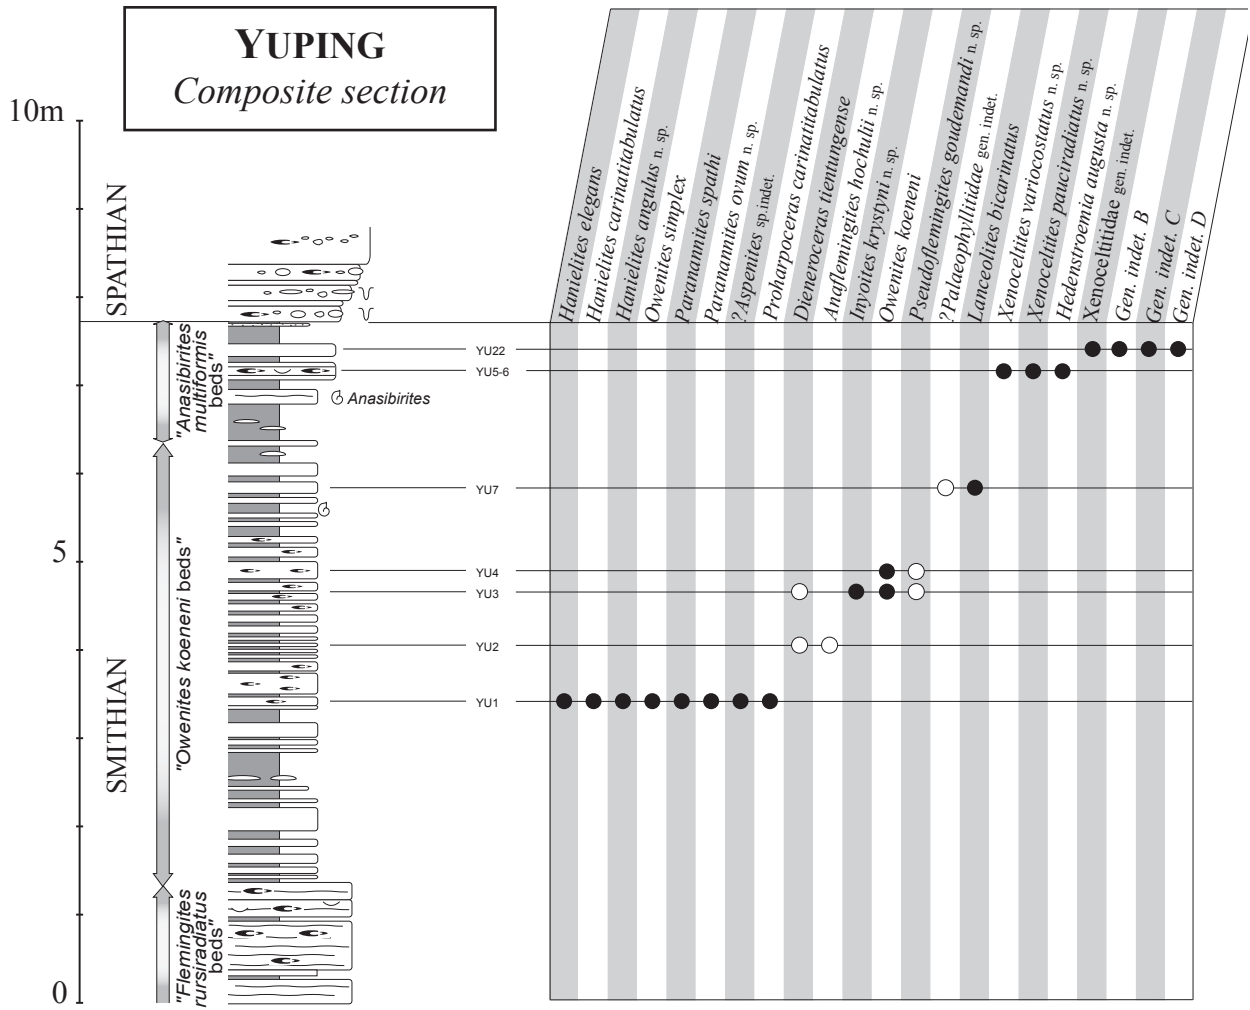 YUPING
Composite section
10m
5
0
SPATHIAN
SMITHIAN
"Anasibirites
multiformis
beds"
"Owenites koeneni beds"
"Flemingites
rursiradiatus
beds"
Anasibirites
Hanielites elegans
Hanielites carinatitabulatus
Hanielites angulus n. sp.
Owenites simplex
Paranannites spathi
Paranannites ovum n. sp.
?Aspenites sp.indet.
Proharpoceras carinatitabulatus
Dieneroceras tientungense
Anaflemingites hochulii n. sp.
Inyoites krystyni n. sp.
Owenites koeneni
Pseudoflemingites goudemandi n. sp.
?Palaeophyllitidae gen. indet.
Lanceolites bicarinatus
Xenoceltites variocostatus n. sp.
Xenoceltites pauciradiatus n. sp.
Hedenstroemia augusta n. sp.
Xenoceltitidae gen. indet.
Gen. indet. B
Gen. indet. C
Gen. indet. D
YU22
YU5-6
YU7
YU4
YU3
YU2
YU1